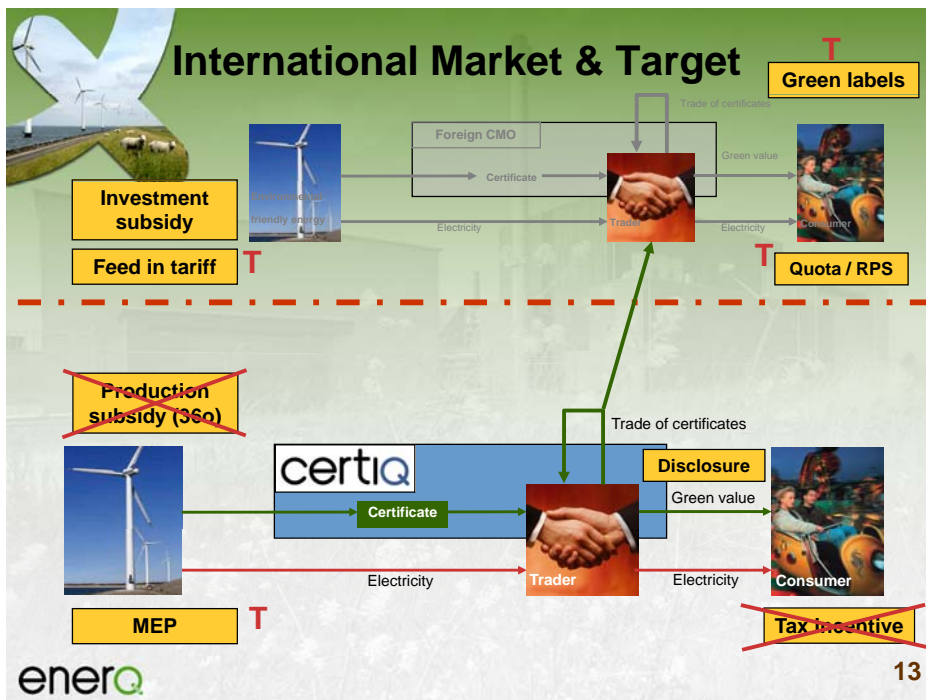 International Market & Target
T
Green labels
Trade of certificates
Foreign CMO
Green value
Certificate
Investment
subsidy
friendly energy
Electricity
Trader
Electricity
Consumer
Feed in tariff
T
T
Quota / RPS
Production
subsidy (36o)
Trade of certificates
certiQ
Disclosure
Green value
Certificate
Electricity
Trader
Electricity
Consumer
MEP
T
Tax incentive
enerQ
13